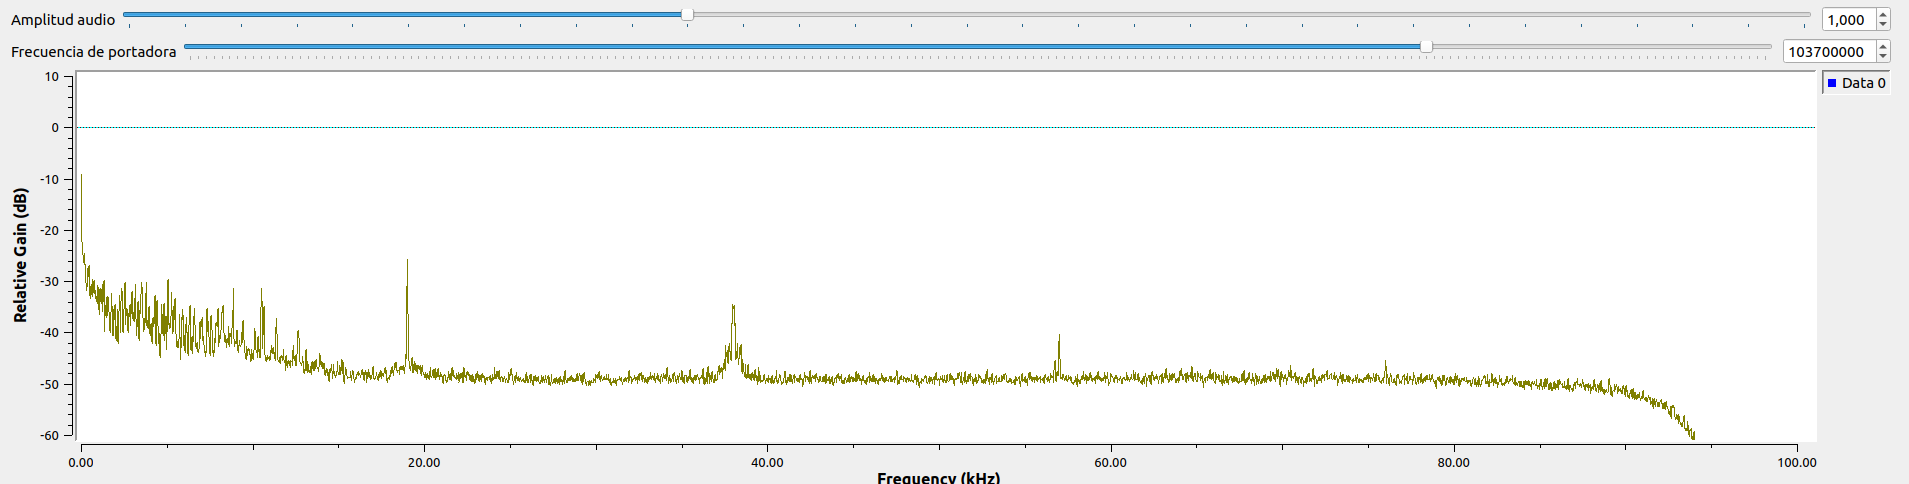 Amplitud audio 1,000
Frecuencia de portadora 103700000
Data 0
10
0
-10
-20
-30
-40
-50
-60
Relative Gain (dB)
0.00 20.00 40.00 60.00 80.00 100.00
Frequency (kHz)